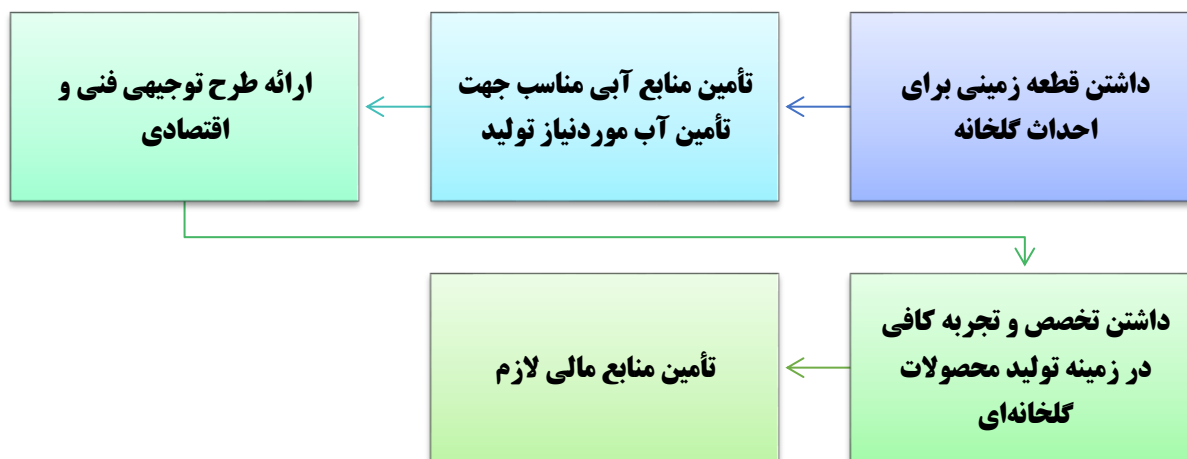 داشتن قطعه زمینی برای
احداث گلخانه
تأمین منابع آبی مناسب جهت
تأمین آب موردنیاز تولید
ارائه طرح توجیهی فنی و
اقتصادی
داشتن تخصص و تجربه کافی
در زمینه تولید محصولات
گلخانه‌ای
تأمین منابع مالی لازم